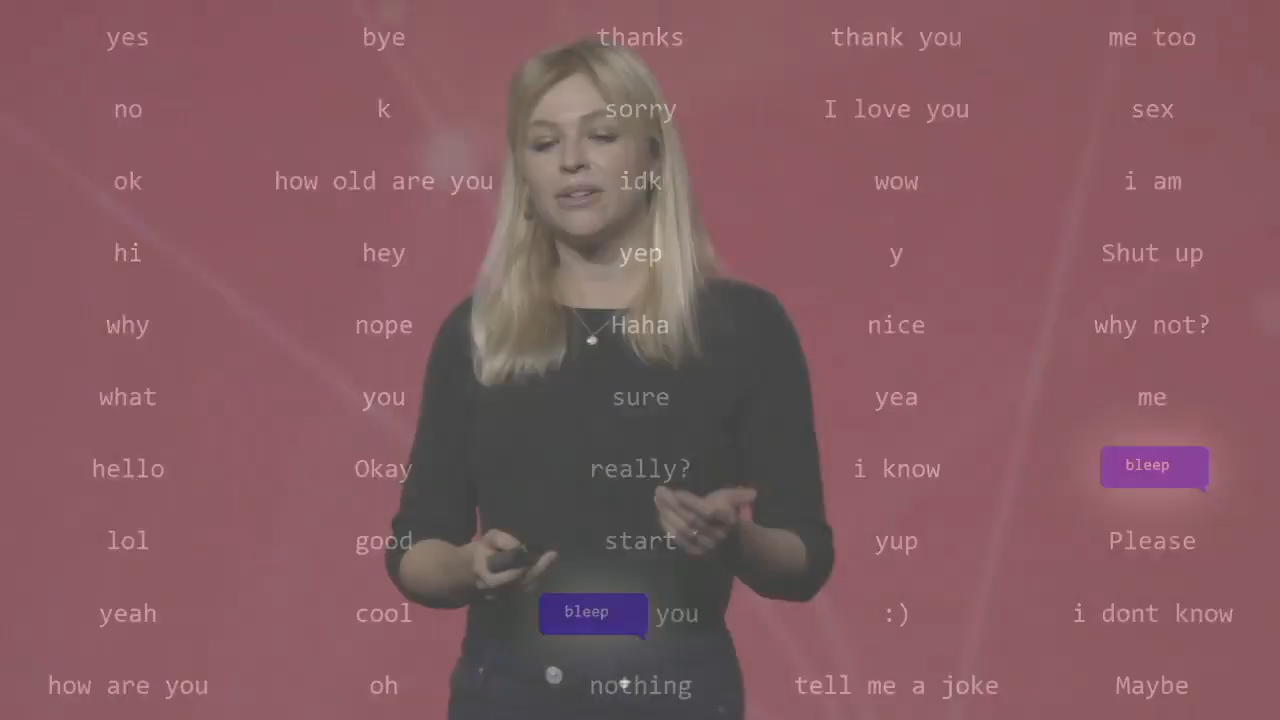 yes bye thanks thank you me too
no k sorry I love you sex
ok how old are you idk wow i am
hi hey yep y Shut up
why nope Haha nice why not?
what you sure yea me
hello Okay really? i know bleep
lol good start yup Please
yeah cool bleep you :) i dont know
how are you oh nothing tell me a joke Maybe